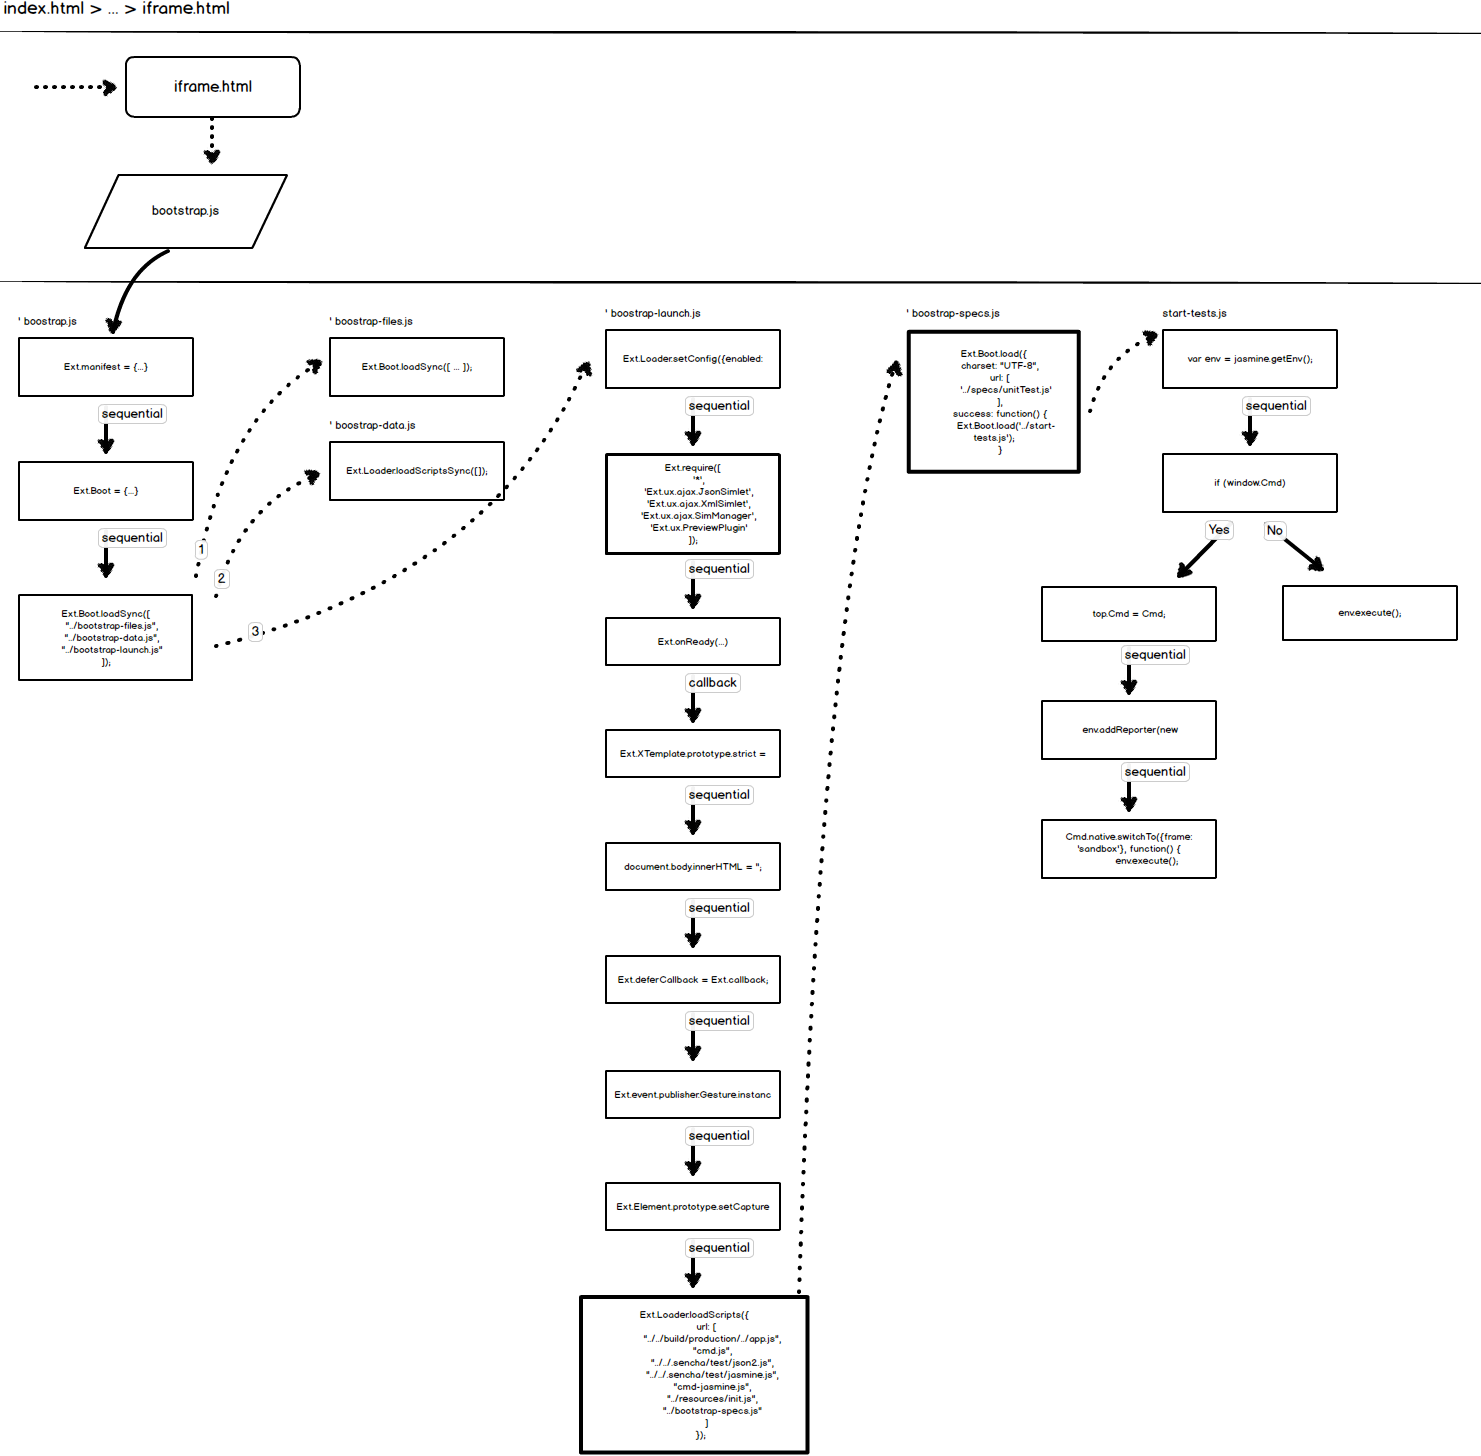 index.html > ... > iframe.html
iframe.html
bootstrap.js
' boostrap.js
Ext.manifest = {...}
sequential
Ext.Boot = {...}
sequential
Ext.Boot.loadSync([
"../bootstrap-files.js",
"../bootstrap-data.js",
"../bootstrap-launch.js"
]);
1
2
3
' boostrap-files.js
Ext.Boot.loadSync([ ... ]);
' boostrap-data.js
Ext.Loader.loadScriptsSync([]);
' boostrap-launch.js
Ext.Loader.setConfig({enabled:
sequential
Ext.require([
'*',
'Ext.ux.ajax.JsonSimlet',
'Ext.ux.ajax.XmlSimlet',
'Ext.ux.ajax.SimManager',
'Ext.ux.PreviewPlugin'
]);
sequential
Ext.onReady(...)
callback
Ext.XTemplate.prototype.strict =
sequential
document.body.innerHTML = '';
sequential
Ext.deferCallback = Ext.callback;
sequential
Ext.event.publisher.Gesture.instanc
sequential
Ext.Element.prototype.setCapture
sequential
Ext.Loader.loadScripts({
url: [
"../../build/production/../app.js",
"cmd.js",
"../../.sencha/test/json2.js",
"../../.sencha/test/jasmine.js",
"cmd-jasmine.js",
"../resources/init.js",
"../bootstrap-specs.js"
]
});
' boostrap-specs.js
Ext.Boot.load({
charset: "UTF-8",
url: [
'../specs/unitTest.js'
],
success: function() {
Ext.Boot.load('../start-
tests.js');
}
start-tests.js
var env = jasmine.getEnv();
sequential
if (window.Cmd)
Yes
No
top.Cmd = Cmd;
env.execute();
sequential
env.addReporter(new
sequential
Cmd.native.switchTo({frame:
'sandbox'}, function() {
env.execute();